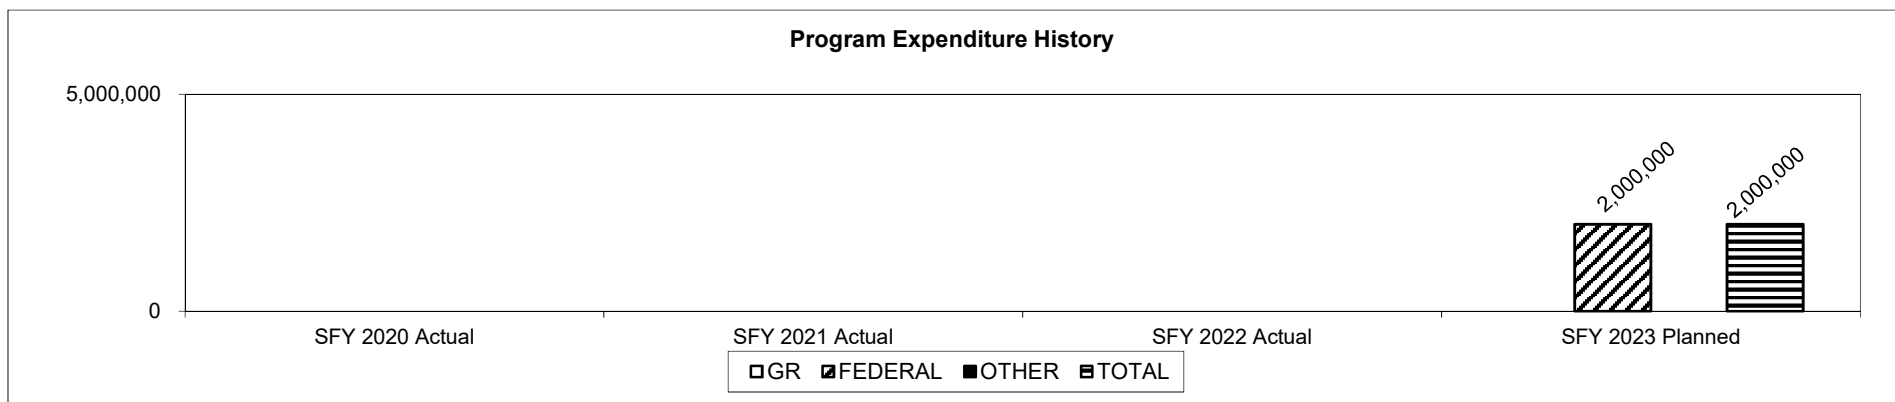 Program Expenditure History
5,000,000
2,000,000
2,000,000
0
SFY 2020 Actual SFY 2021 Actual SFY 2022 Actual SFY 2023 Planned
GR FEDERAL OTHER TOTAL